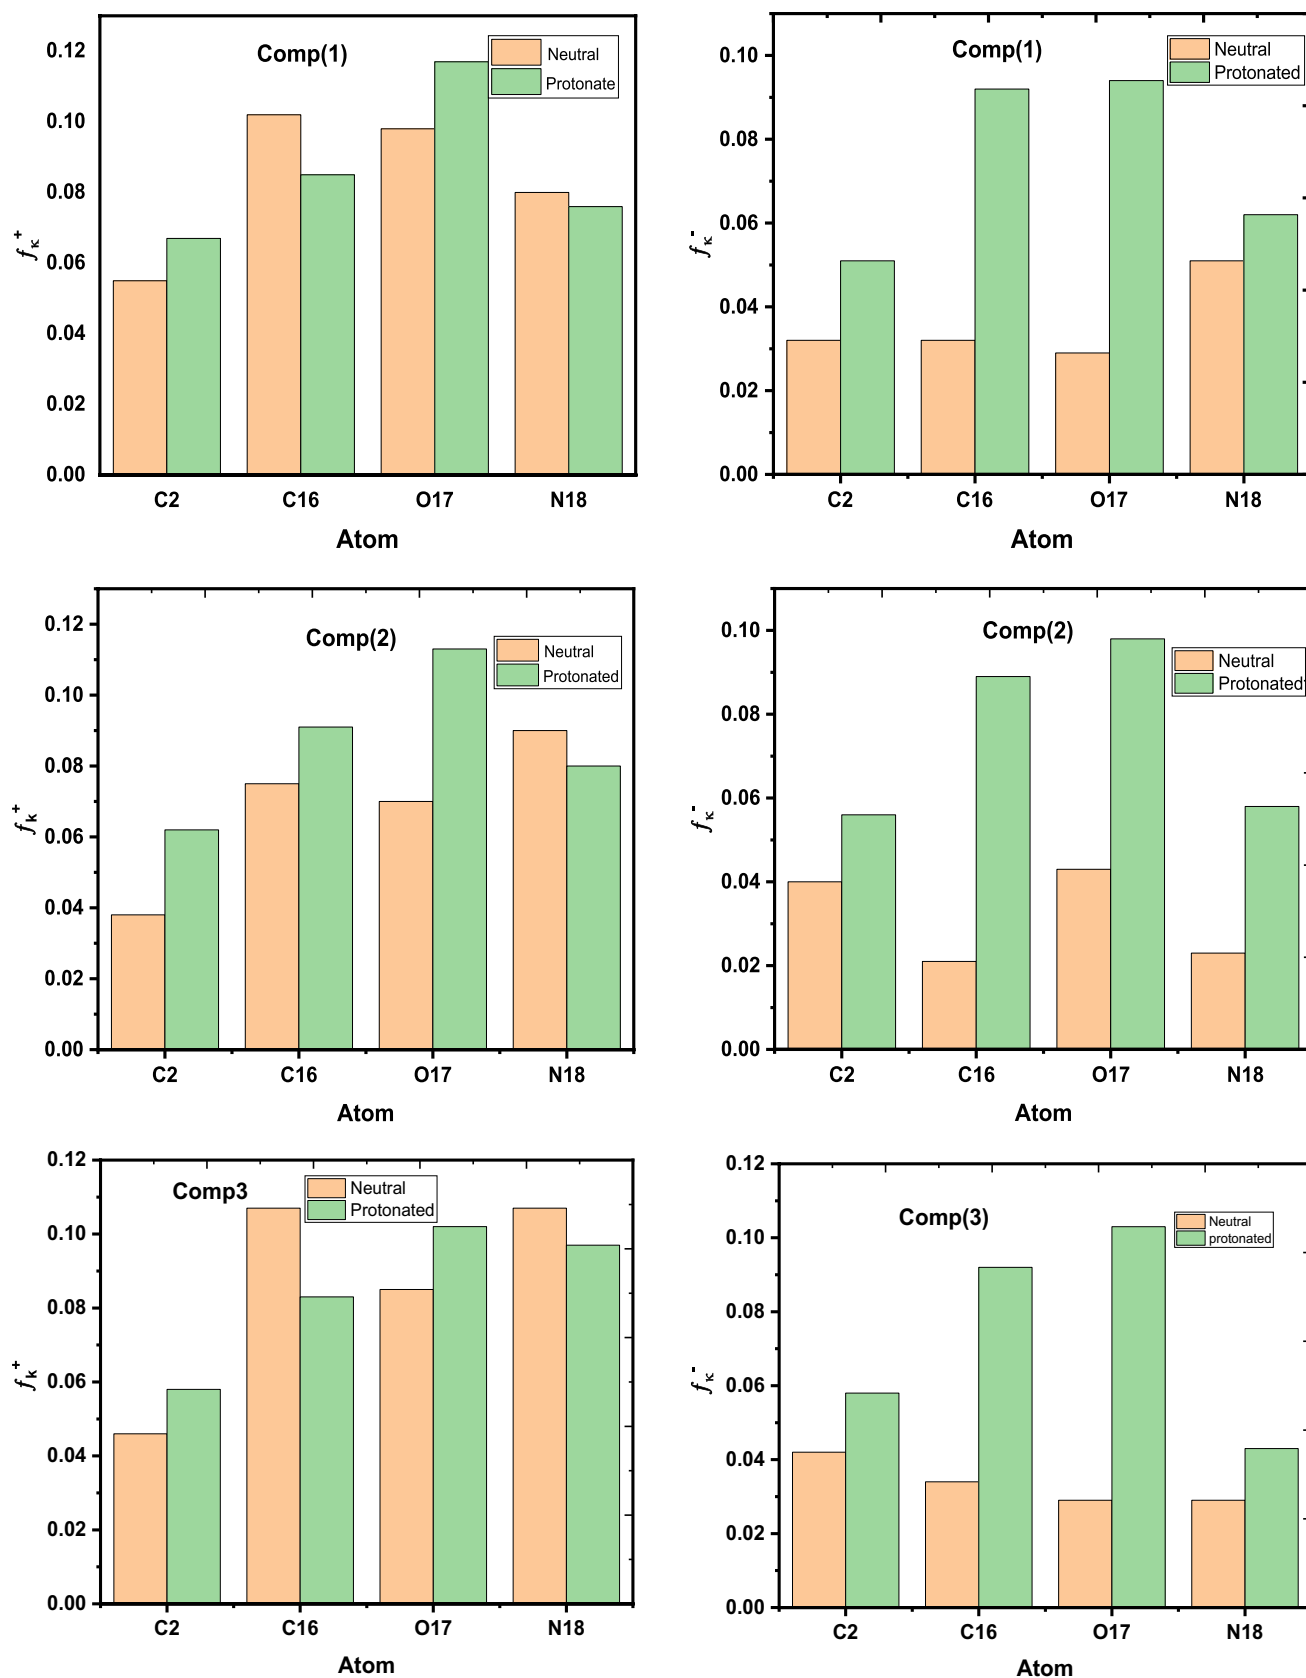 Comp(1)
Neutral
Protonate
0.12
0.10
0.08
0.06
0.04
0.02
0.00
fκ+
C2 C16 O17 N18
Atom
Comp(1)
Neutral
Protonated
0.10
0.08
0.06
0.04
0.02
0.00
fκ-
C2 C16 O17 N18
Atom
Comp(2)
Neutral
Protonated
0.12
0.10
0.08
0.06
0.04
0.02
0.00
fk+
C2 C16 O17 N18
Atom
Comp(2)
Neutral
Protonated
0.10
0.08
0.06
0.04
0.02
0.00
fκ-
C2 C16 O17 N18
Atom
Comp3
Neutral
Protonated
0.12
0.10
0.08
0.06
0.04
0.02
0.00
fk+
C2 C16 O17 N18
Atom
Comp(3)
Neutral
protonated
0.12
0.10
0.08
0.06
0.04
0.02
0.00
fκ-
C2 C16 O17 N18
Atom